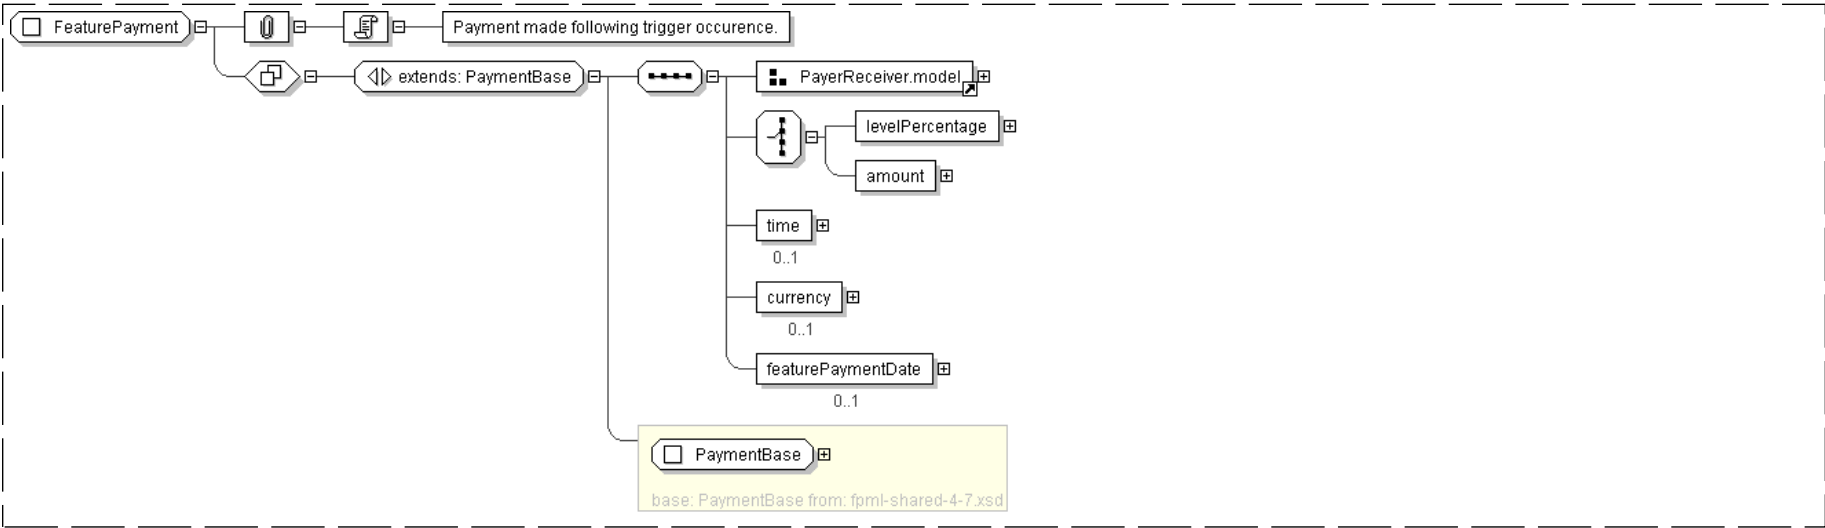 FeaturePayment
Payment made following trigger occurence.
extends: PaymentBase
PayerReceiver.model
levelPercentage
amount
time
0..1
currency
0..1
featurePaymentDate
0..1
PaymentBase
base: PaymentBase from: fpml-shared-4-7.xsd